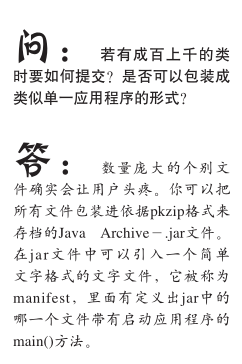 问：若有成百上千的类
时要如何提交？是否可以包装成
类似单一应用程序的形式？
答：数量庞大的个别文
件确实会让用户头疼。你可以把
所有文件包装进依据pkzip格式来
存档的Java Archive－.jar文件。
在jar文件中可以引入一个简单
文字格式的文字文件，它被称为
manifest，里面有定义出jar中的
哪一个文件带有启动应用程序的
main()方法。